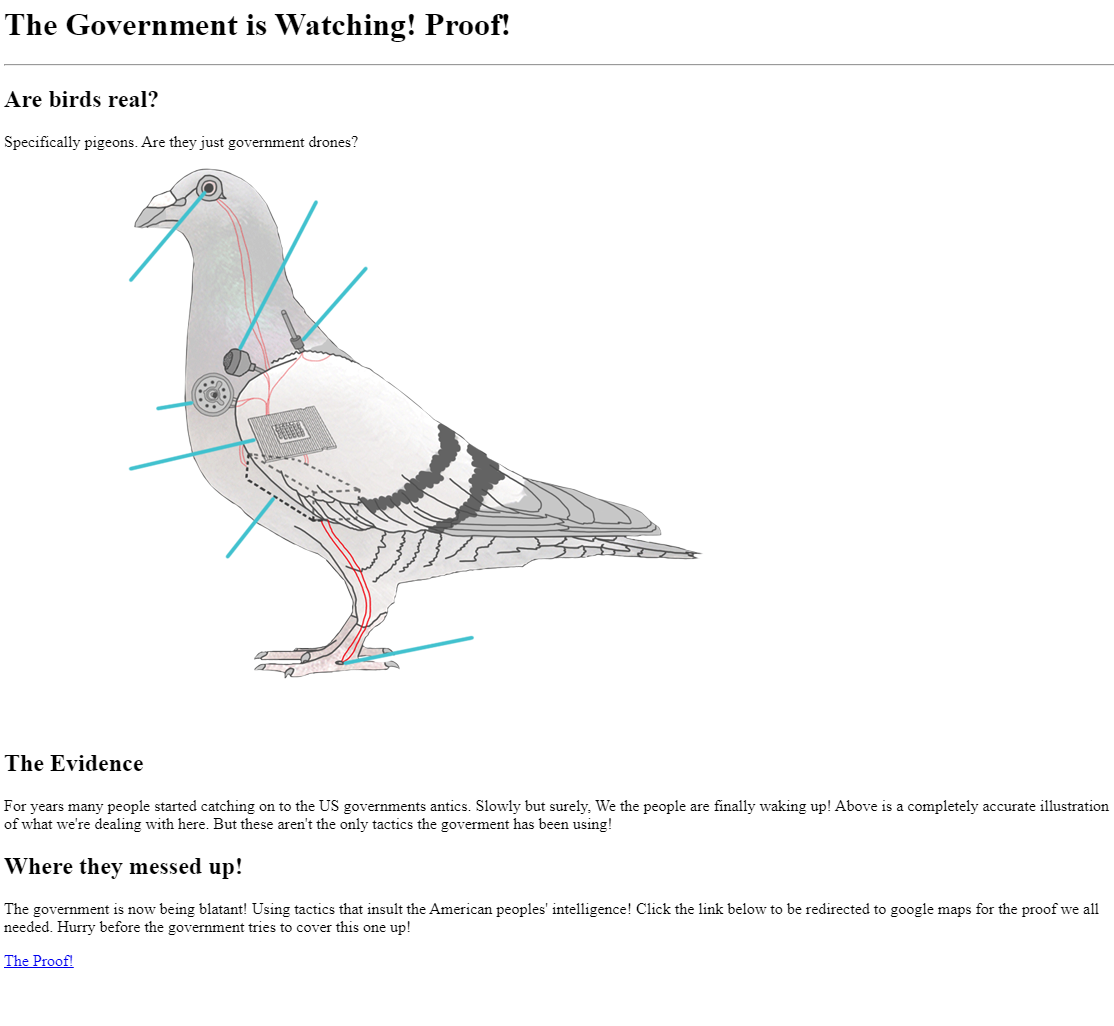 The Government is Watching! Proof!
Are birds real?
Specifically pigeons. Are they just government drones?
The Evidence
For years many people started catching on to the US governments antics. Slowly but surely, We the people are finally waking up! Above is a completely accurate illustration
of what we're dealing with here. But these aren't the only tactics the goverment has been using!
Where they messed up!
The government is now being blatant! Using tactics that insult the American peoples' intelligence! Click the link below to be redirected to google maps for the proof we all
needed. Hurry before the government tries to cover this one up!
The Proof!